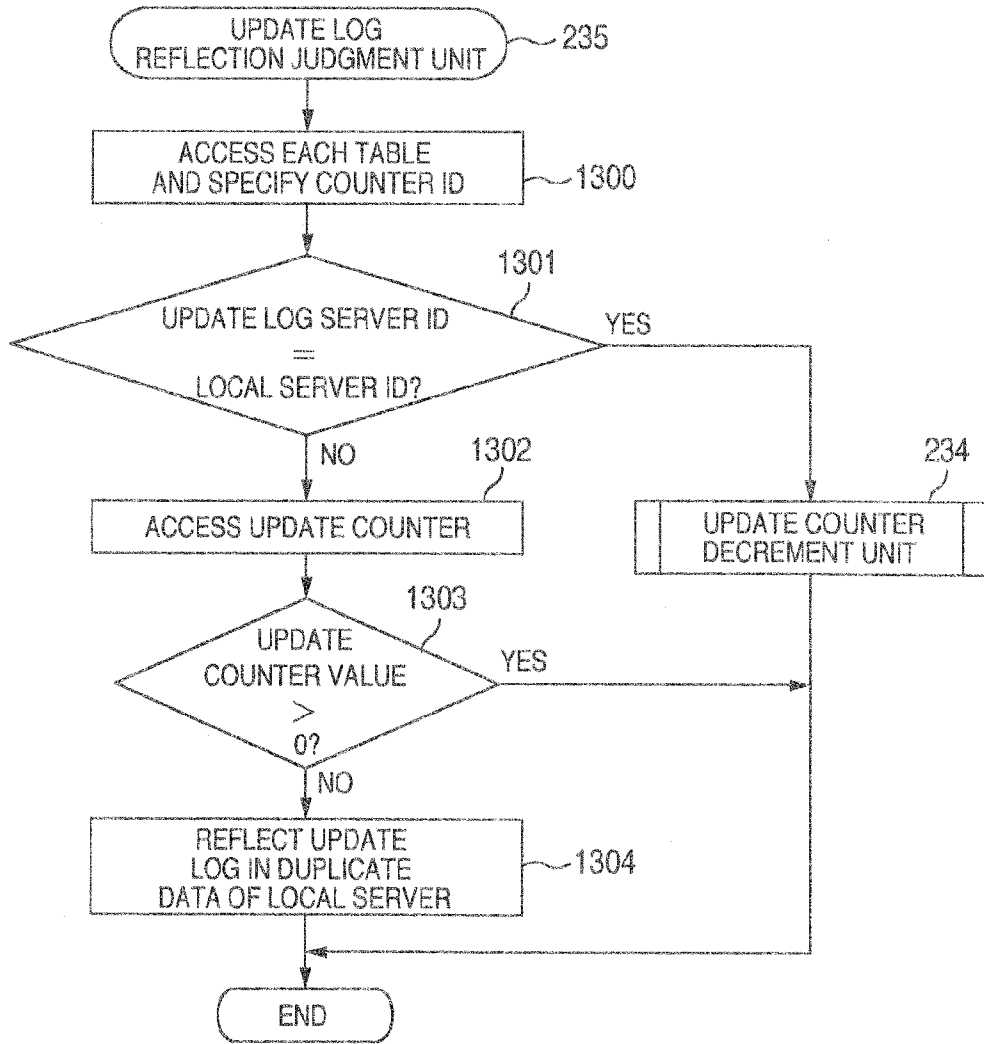 UPDATE LOG
REFLECTION JUDGMENT UNIT
235
ACCESS EACH TABLE
AND SPECIFY COUNTER ID
1300
1301
UPDATE LOG SERVER ID
=
LOCAL SERVER ID?
YES
NO
1302
234
ACCESS UPDATE COUNTER
UPDATE COUNTER
DECREMENT UNIT
1303
UPDATE
COUNTER VALUE
>
0?
YES
NO
REFLECT UPDATE
LOG IN DUPLICATE
DATA OF LOCAL SERVER
1304
END